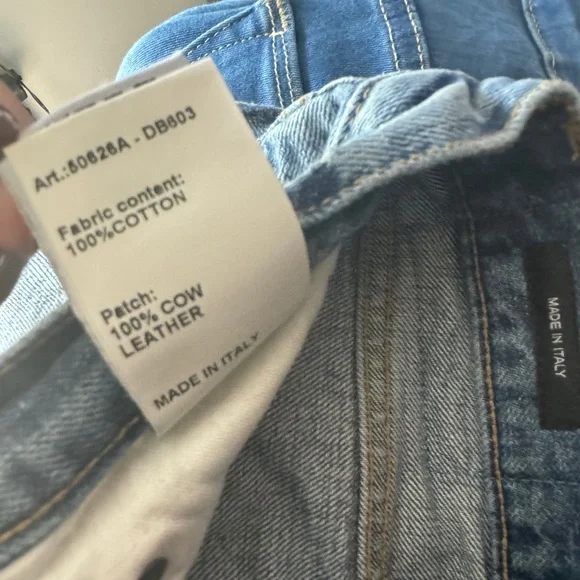 Art.:50626A - DB603
Fabric content:
100%COTTON
Patch:
100% COW
LEATHER
MADE IN ITALY
MADE IN ITALY